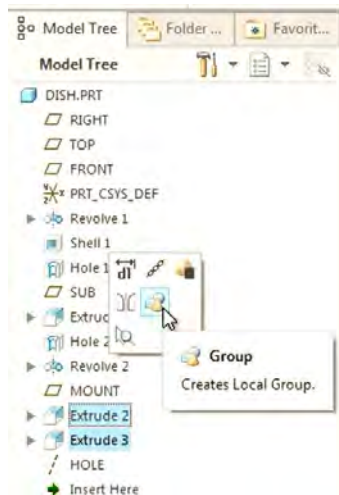 Model Tree Folder ... Favorit...
Model Tree
DISH.PRT
RIGHT
TOP
FRONT
PRT_CSYS_DEF
Revolve 1
Shell 1
Hole 1
SUB
Extruc
Hole 2
Revolve 2
MOUNT
Extrude 2
Extrude 3
HOLE
Insert Here
Group
Creates Local Group.